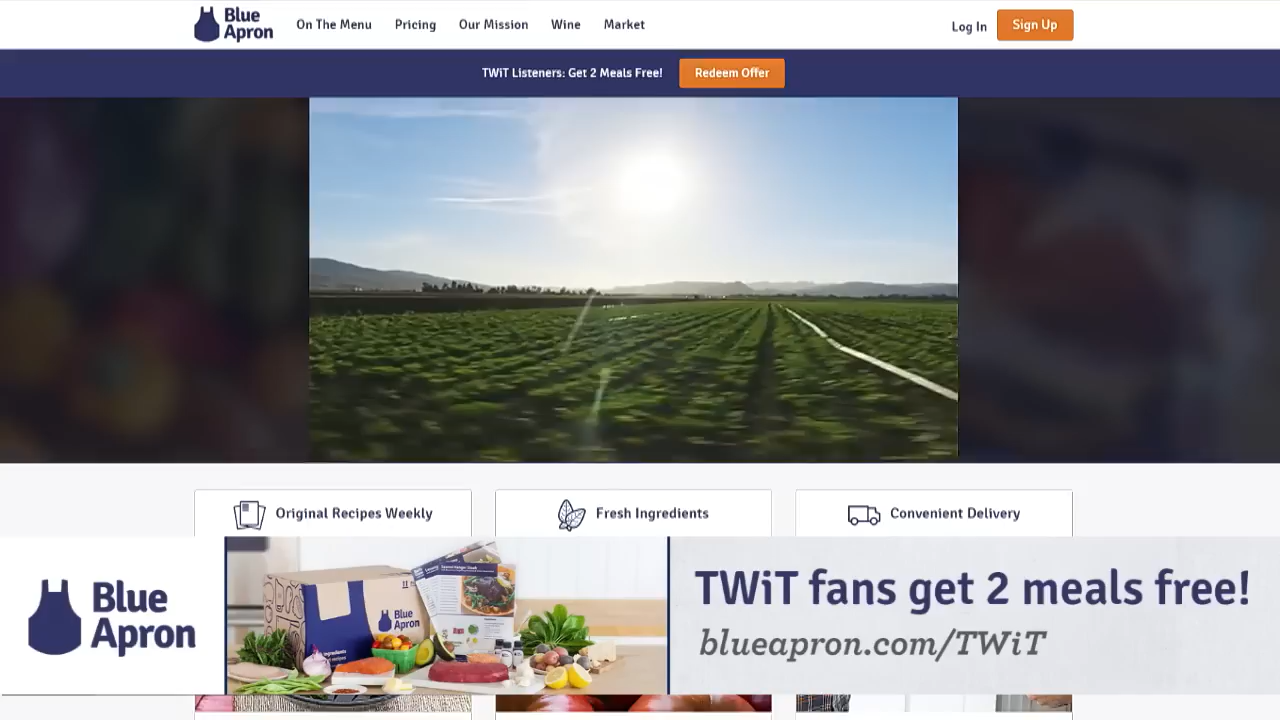 Blue Apron
On The Menu
Pricing
Our Mission
Wine
Market
Log In
Sign Up
TWiT Listeners: Get 2 Meals Free!
Redeem Offer
Original Recipes Weekly
Fresh Ingredients
Convenient Delivery
Blue
Apron
Blue
Apron
TWiT fans get 2 meals free!
blueapron.com/TWiT